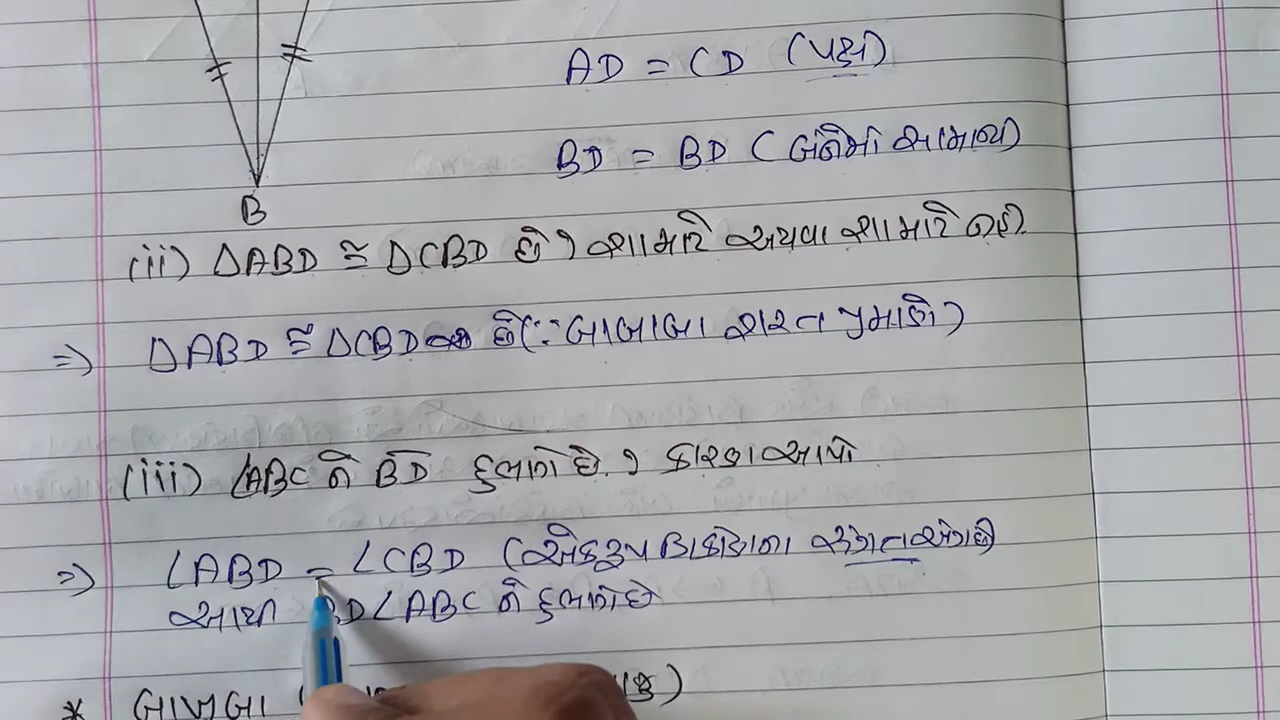 AD = CD (પક્ષ)
BD = BD (બંનેમાં સામાન્ય)
B
(ii) △ABD ≅ △CBD છે? શા માટે અથવા શા માટે નહી.
⇒) △ABD ≅ △CBD છે(∵ બાબાબા શરત પ્રમાણે)
(iii) ∠ABC ને BD દુભાગે છે.? કારણ આપો
⇒) ∠ABD = ∠CBD (એકરૂપ ત્રિકોણના સંગત અંગ છે)
આથી BD ∠ABC ને દુભાગે છે
* બાખૂબા (